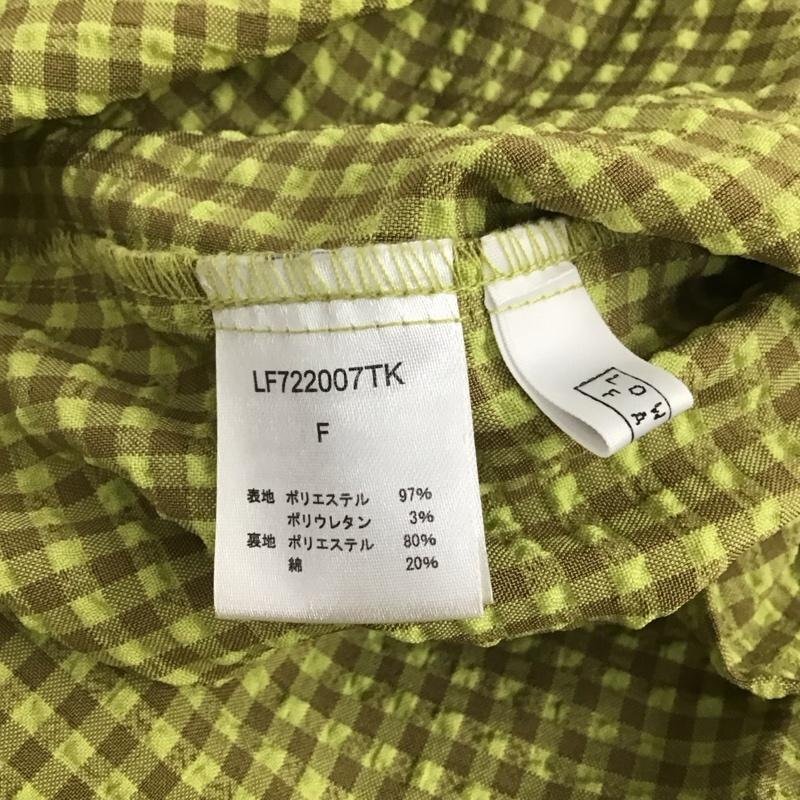 LF722007TK
F
表地 ポリエステル 97%
ポリウレタン 3%
裏地 ポリエステル 80%
綿 20%
LOW
FA